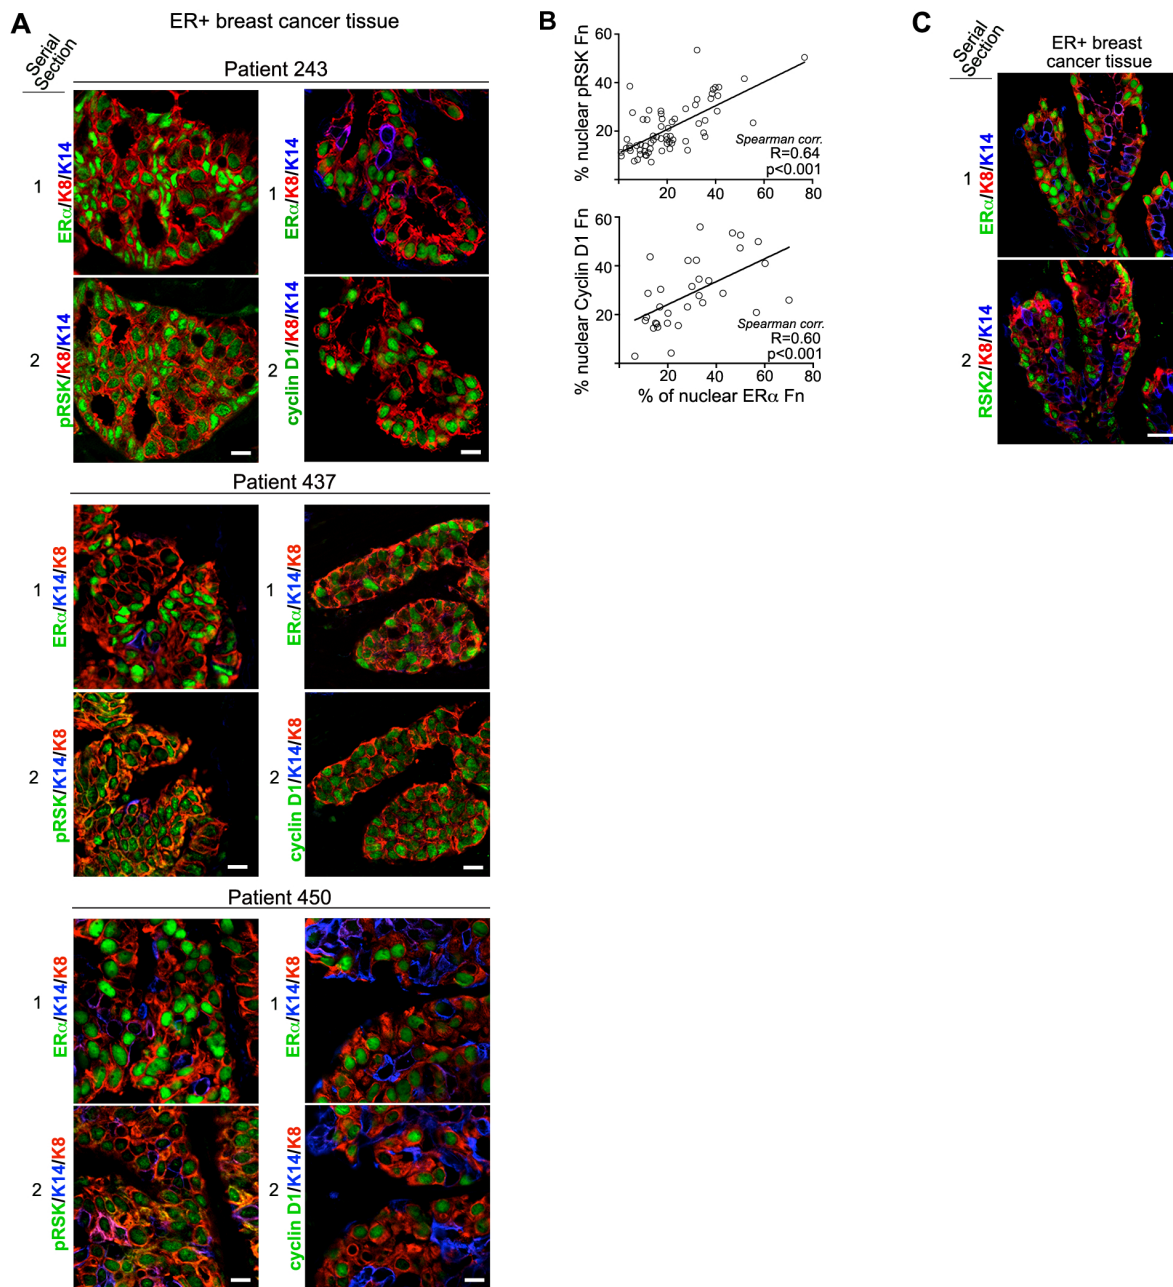 A
ER+ breast cancer tissue
Serial
Section
Patient 243
1
ERα/K8/K14
1
ERα/K8/K14
2
pRSK/K8/K14
2
cyclin D1/K8/K14
Patient 437
1
ERα/K14/K8
1
ERα/K14/K8
2
pRSK/K14/K8
2
cyclin D1/K14/K8
Patient 450
1
ERα/K14/K8
1
ERα/K14/K8
2
pRSK/K14/K8
2
cyclin D1/K14/K8
B
% nuclear pRSK Fn
60
40
20
Spearman corr.
R=0.64
p<0.001
20
40
60
80
% nuclear Cyclin D1 Fn
60
40
20
Spearman corr.
R=0.60
p<0.001
20
40
60
80
% of nuclear ERα Fn
C
Serial
Section
ER+ breast
cancer tissue
1
ERα/K8/K14
2
RSK2/K8/K14